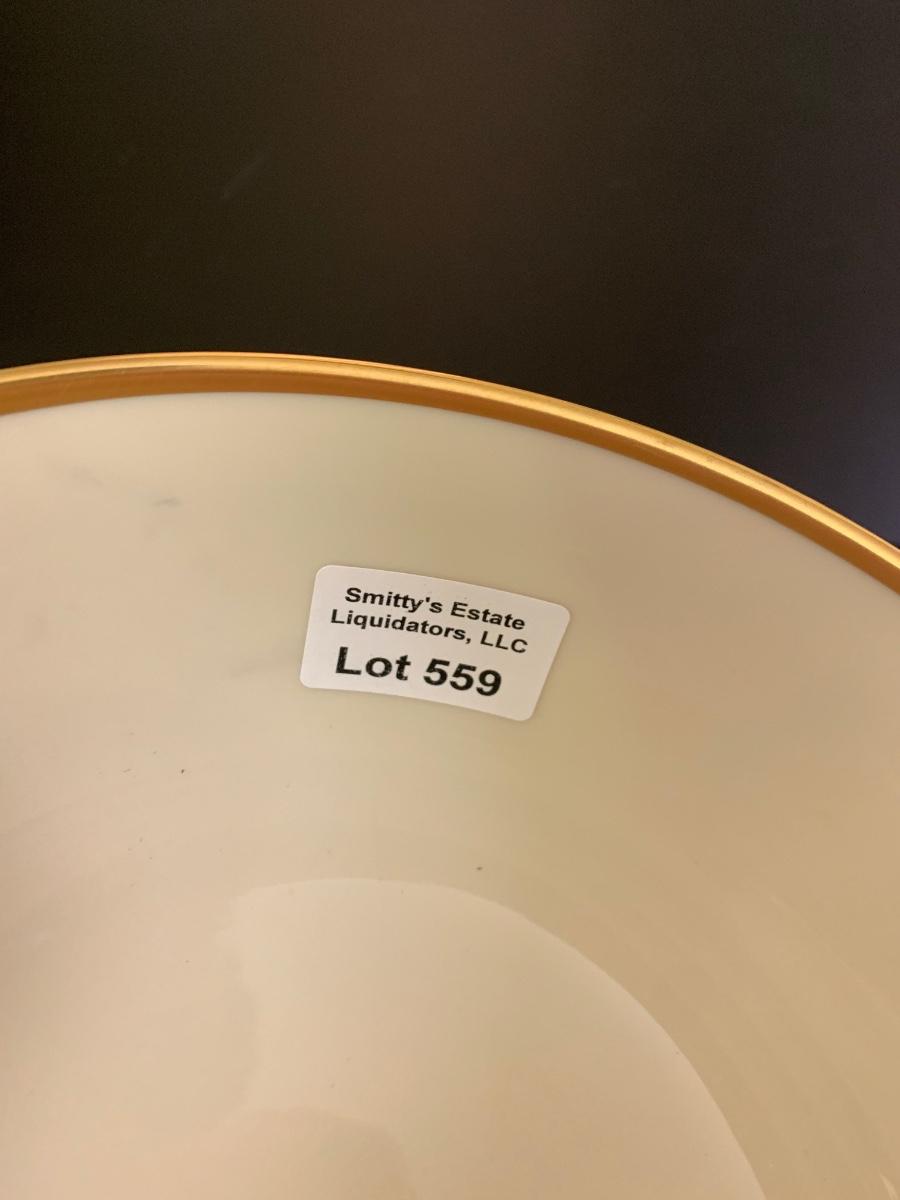 Smitty's Estate
Liquidators, LLC
Lot 559